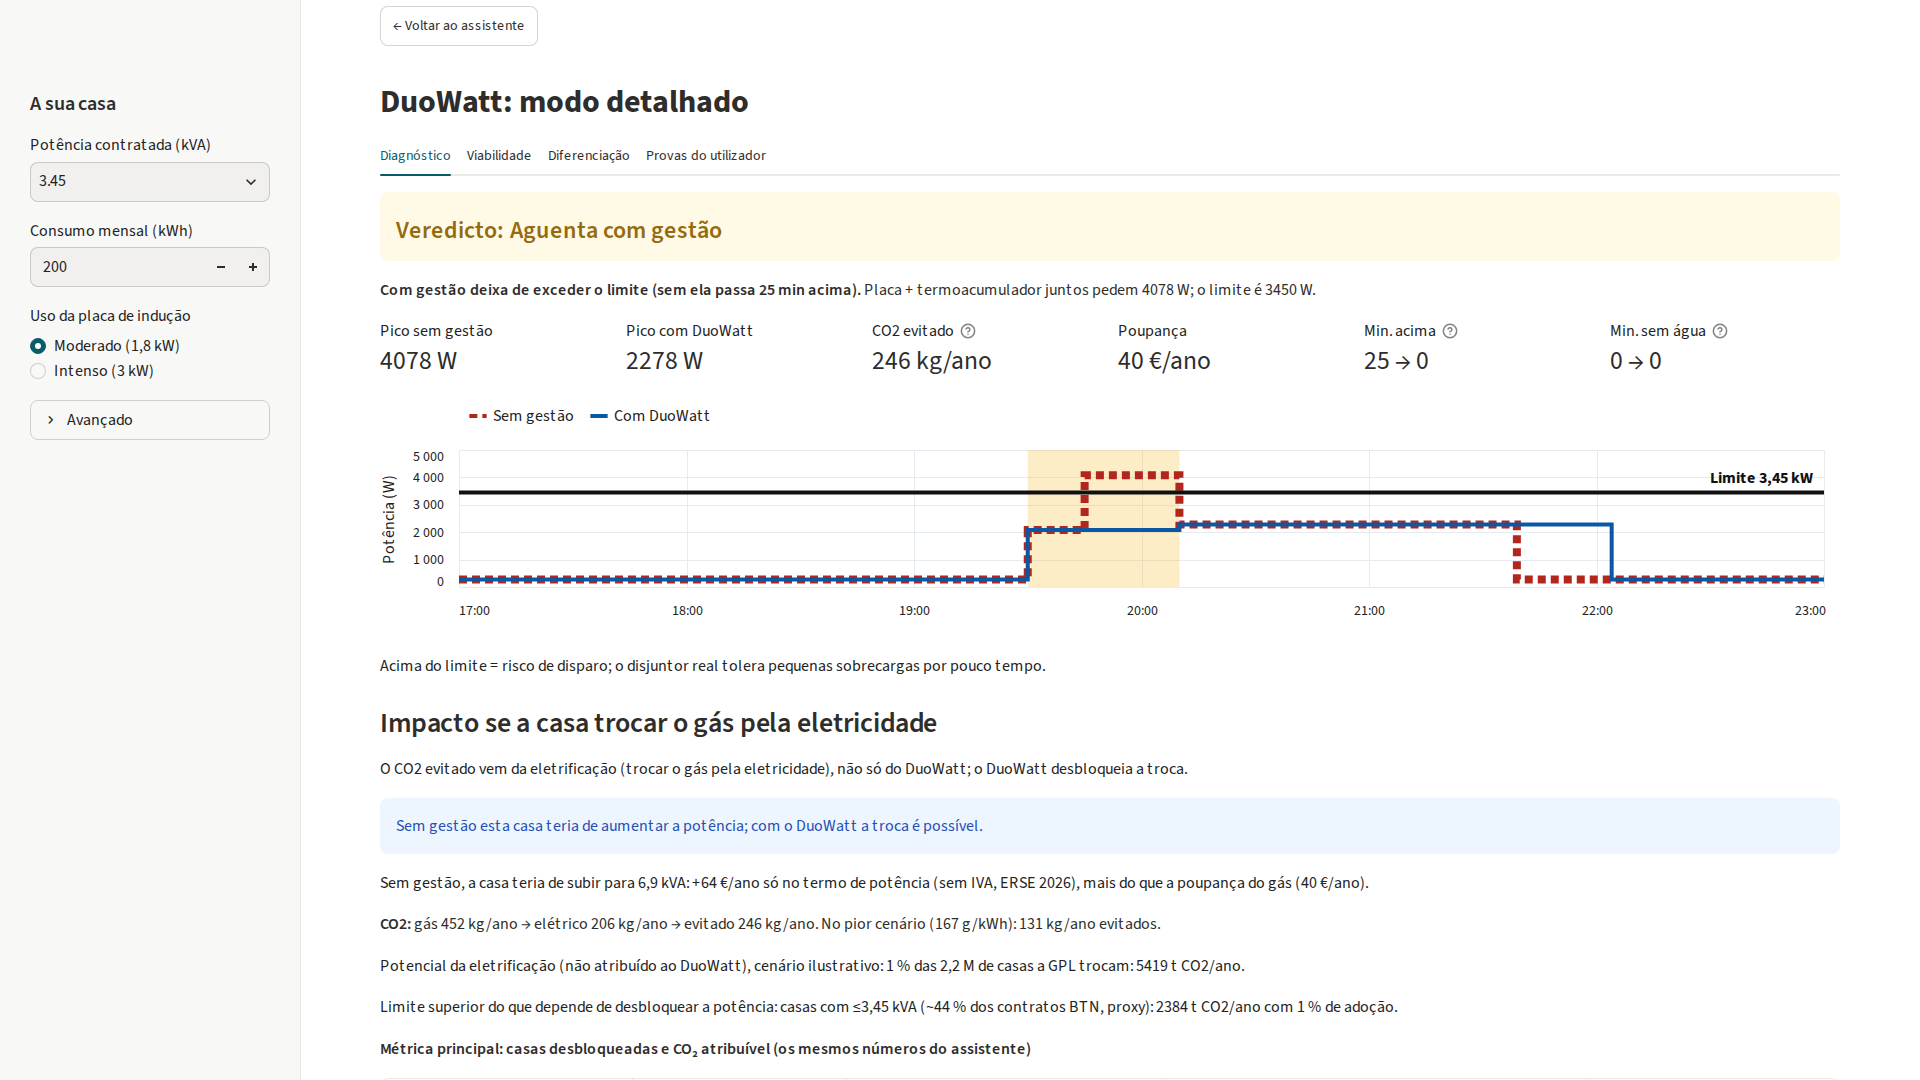 ← Voltar ao assistente
A sua casa
Potência contratada (kVA)
3.45
Consumo mensal (kWh)
200
Uso da placa de indução
Moderado (1,8 kW)
Intenso (3 kW)
Avançado
DuoWatt: modo detalhado
Diagnóstico Viabilidade Diferenciação Provas do utilizador
Veredicto: Aguenta com gestão
Com gestão deixa de exceder o limite (sem ela passa 25 min acima). Placa + termoacumulador juntos pedem 4078 W; o limite é 3450 W.
Pico sem gestão Pico com DuoWatt CO2 evitado Poupança Min. acima Min. sem água
4078 W 2278 W 246 kg/ano 40 €/ano 25 → 0 0 → 0
Sem gestão Com DuoWatt
Potência (W)
5 000
4 000
3 000
2 000
1 000
0
Limite 3,45 kW
17:00 18:00 19:00 20:00 21:00 22:00 23:00
Acima do limite = risco de disparo; o disjuntor real tolera pequenas sobrecargas por pouco tempo.
Impacto se a casa trocar o gás pela eletricidade
O CO2 evitado vem da eletrificação (trocar o gás pela eletricidade), não só do DuoWatt; o DuoWatt desbloqueia a troca.
Sem gestão esta casa teria de aumentar a potência; com o DuoWatt a troca é possível.
Sem gestão, a casa teria de subir para 6,9 kVA: +64 €/ano só no termo de potência (sem IVA, ERSE 2026), mais do que a poupança do gás (40 €/ano).
CO2: gás 452 kg/ano → elétrico 206 kg/ano → evitado 246 kg/ano. No pior cenário (167 g/kWh): 131 kg/ano evitados.
Potencial da eletrificação (não atribuído ao DuoWatt), cenário ilustrativo: 1 % das 2,2 M de casas a GPL trocam: 5419 t CO2/ano.
Limite superior do que depende de desbloquear a potência: casas com ≤3,45 kVA (~44 % dos contratos BTN, proxy): 2384 t CO2/ano com 1 % de adoção.
Métrica principal: casas desbloqueadas e CO₂ atribuível (os mesmos números do assistente)